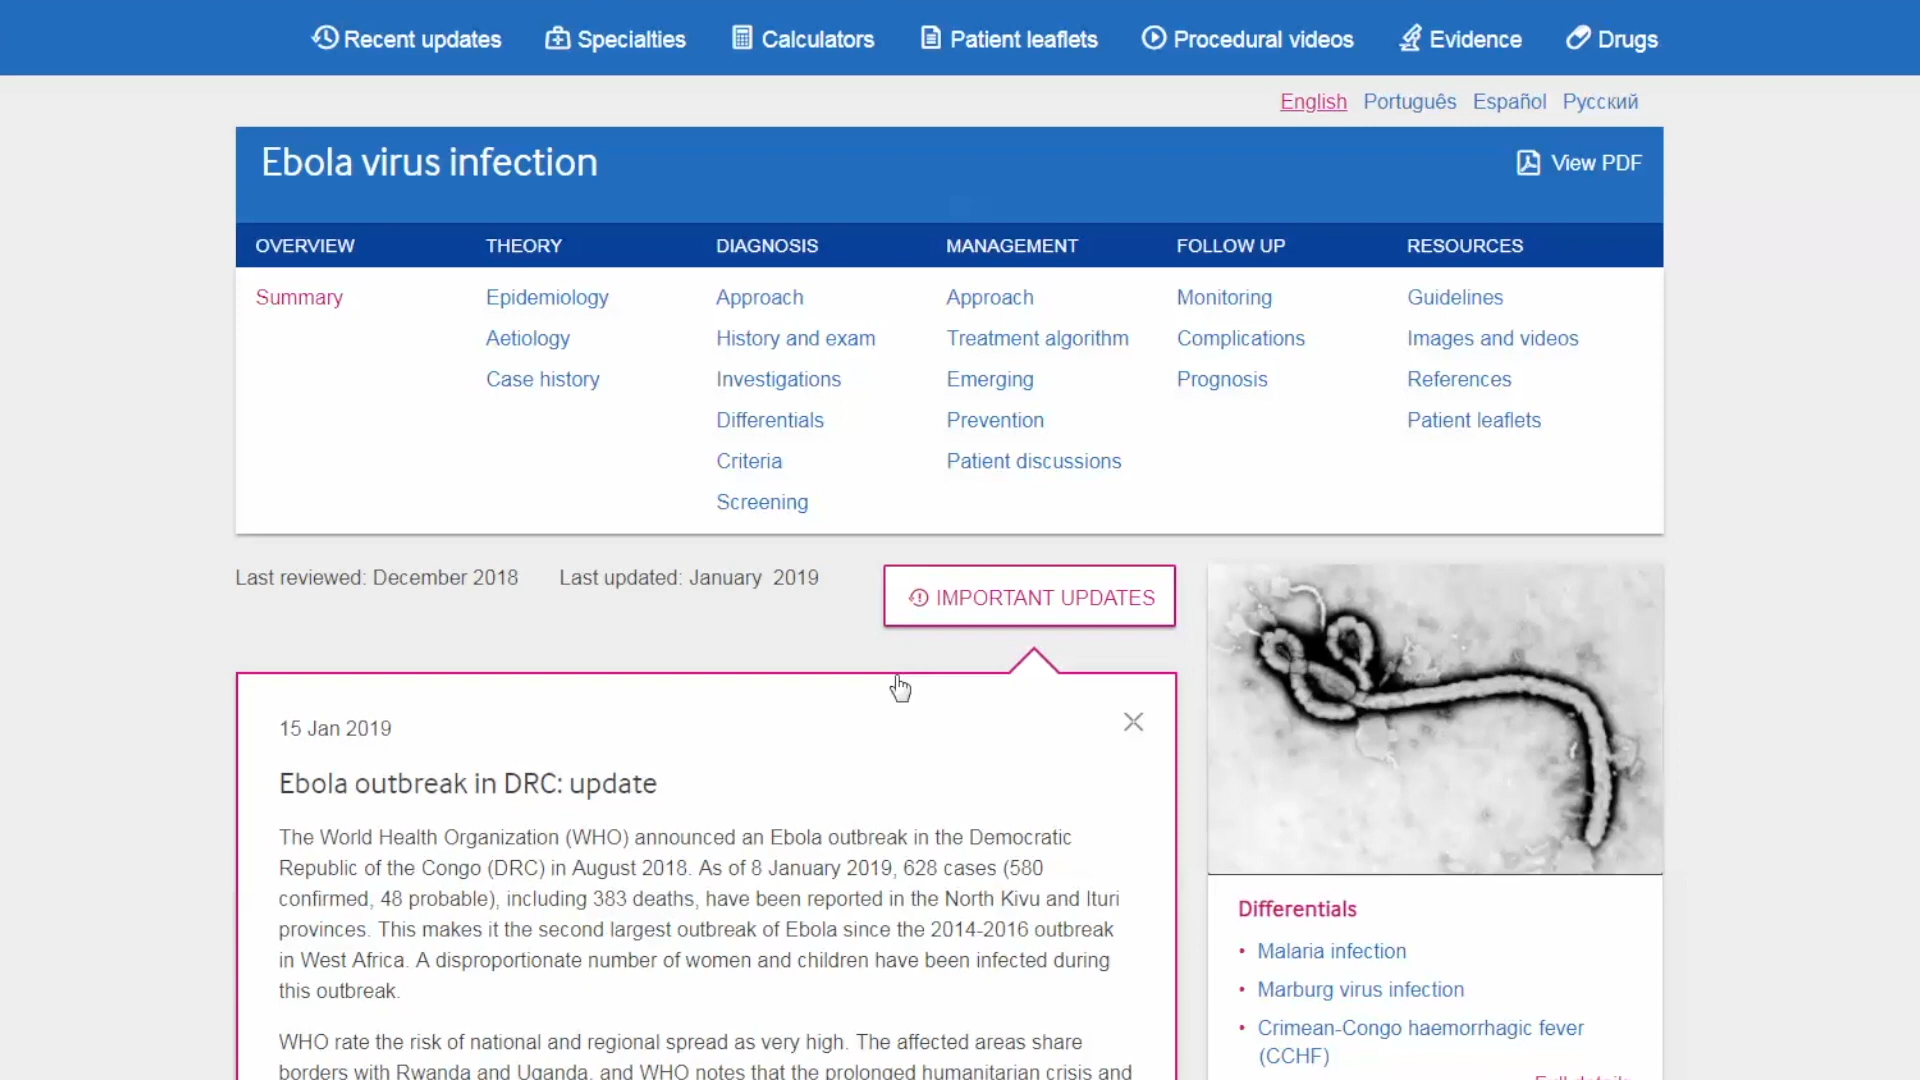 Recent updates Specialties Calculators Patient leaflets Procedural videos Evidence Drugs
English Português Español Русский
Ebola virus infection
View PDF
OVERVIEW THEORY DIAGNOSIS MANAGEMENT FOLLOW UP RESOURCES
Summary Epidemiology Approach Approach Monitoring Guidelines
Aetiology History and exam Treatment algorithm Complications Images and videos
Case history Investigations Emerging Prognosis References
Differentials Prevention Patient leaflets
Criteria Patient discussions
Screening
Last reviewed: December 2018 Last updated: January 2019
IMPORTANT UPDATES
15 Jan 2019
Ebola outbreak in DRC: update
The World Health Organization (WHO) announced an Ebola outbreak in the Democratic
Republic of the Congo (DRC) in August 2018. As of 8 January 2019, 628 cases (580
confirmed, 48 probable), including 383 deaths, have been reported in the North Kivu and Ituri
provinces. This makes it the second largest outbreak of Ebola since the 2014-2016 outbreak
in West Africa. A disproportionate number of women and children have been infected during
this outbreak.
WHO rate the risk of national and regional spread as very high. The affected areas share
borders with Rwanda and Uganda, and WHO notes that the prolonged humanitarian crisis and
Differentials
• Malaria infection
• Marburg virus infection
• Crimean-Congo haemorrhagic fever
(CCHF)